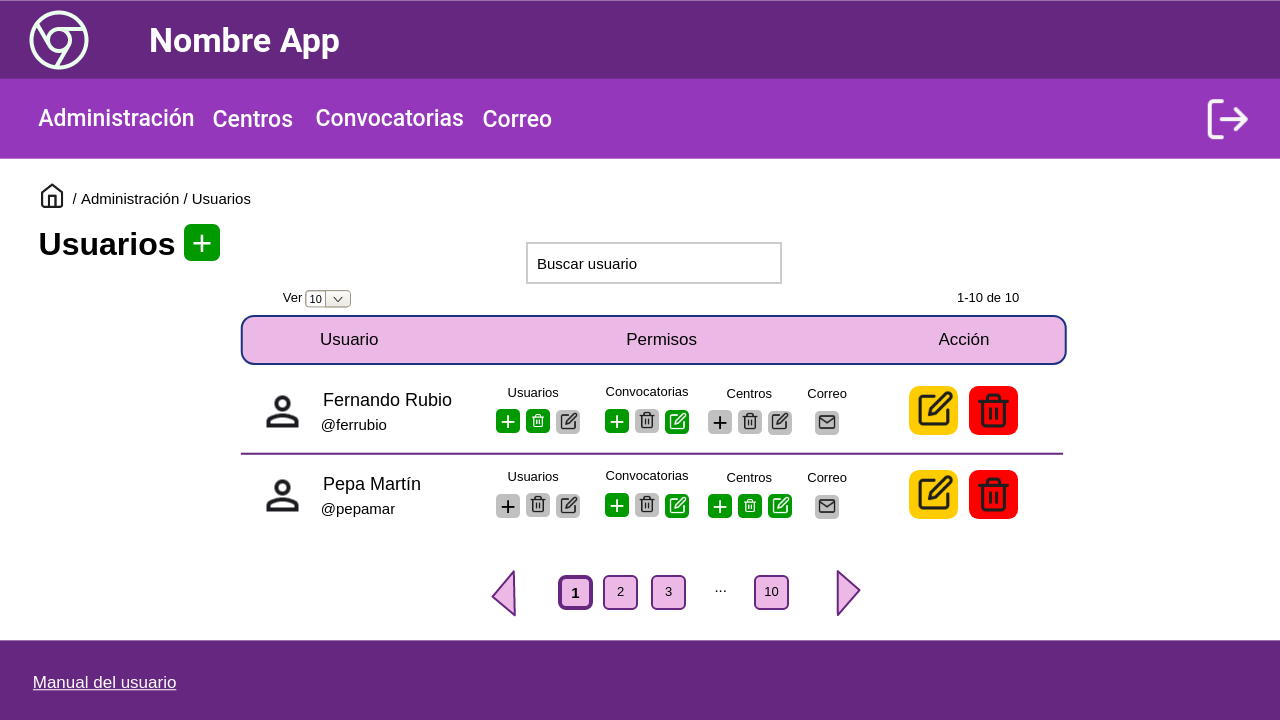 Nombre App
Administración Centros Convocatorias Correo
/ Administración / Usuarios
Usuarios
Buscar usuario
Ver 10
1-10 de 10
Usuario Permisos Acción
Fernando Rubio
@ferrubio
Usuarios Convocatorias Centros Correo
Pepa Martín
@pepamar
Usuarios Convocatorias Centros Correo
1 2 3 ... 10
Manual del usuario